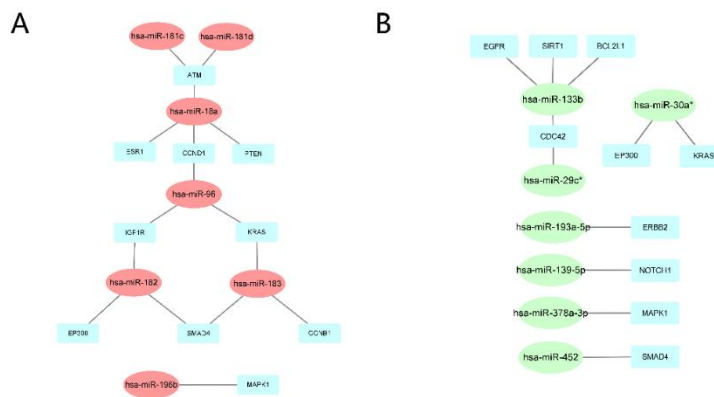 A
hsa-miR-181c
hsa-miR-181d
ATM
hsa-miR-18a
ESR1
CCND1
PTEN
hsa-miR-96
IGF1R
KRAS
hsa-miR-182
hsa-miR-183
EP300
SMAD4
CCNB1
hsa-miR-196b
MAPK1
B
EGFR
SIRT1
BCL2L1
hsa-miR-133b
hsa-miR-30a*
CDC42
EP300
KRAS
hsa-miR-29c*
hsa-miR-193a-5p
ERBB2
hsa-miR-139-5p
NOTCH1
hsa-miR-378a-3p
MAPK1
hsa-miR-452
SMAD4